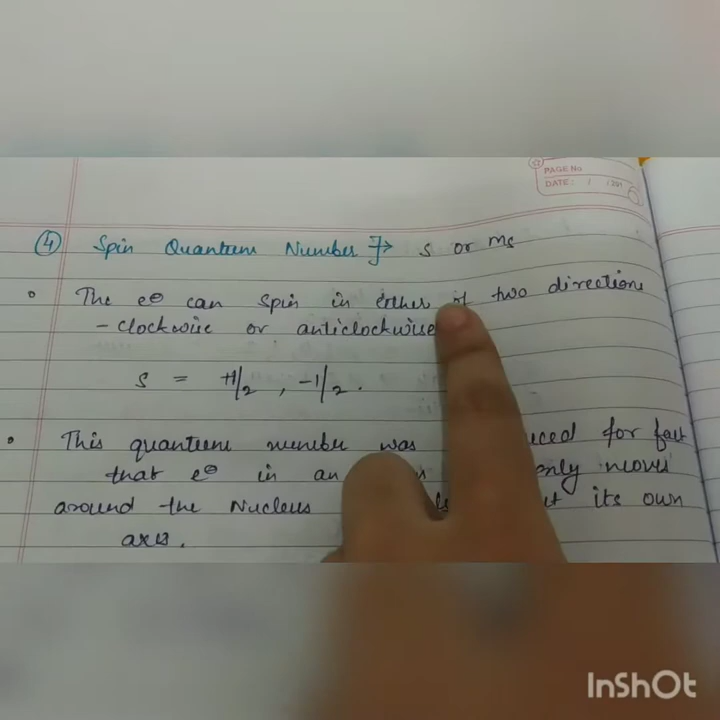 PAGE No
DATE: / /201
④ Spin Quantum Number → s or ms
The e⊖ can spin in either of two directions
- clockwise or anticlockwise
s = +1/2 , -1/2 .
This quantum number was uced for fact
that e⊖ in an only moves
around the Nucleus its own
axis.
InShOt